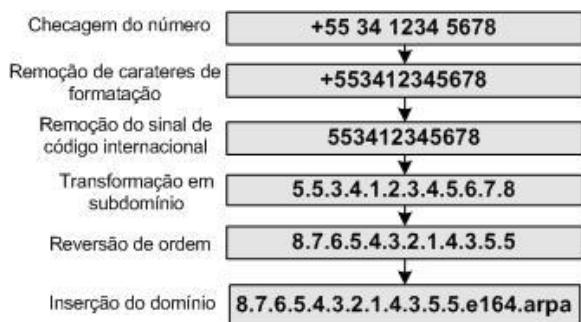 Checagem do número
+55 34 1234 5678
Remoção de carateres de
formatação
+553412345678
Remoção do sinal de
código internacional
553412345678
Transformação em
subdomínio
5.5.3.4.1.2.3.4.5.6.7.8
Reversão de ordem
8.7.6.5.4.3.2.1.4.3.5.5
Inserção do domínio
8.7.6.5.4.3.2.1.4.3.5.5.e164.arpa